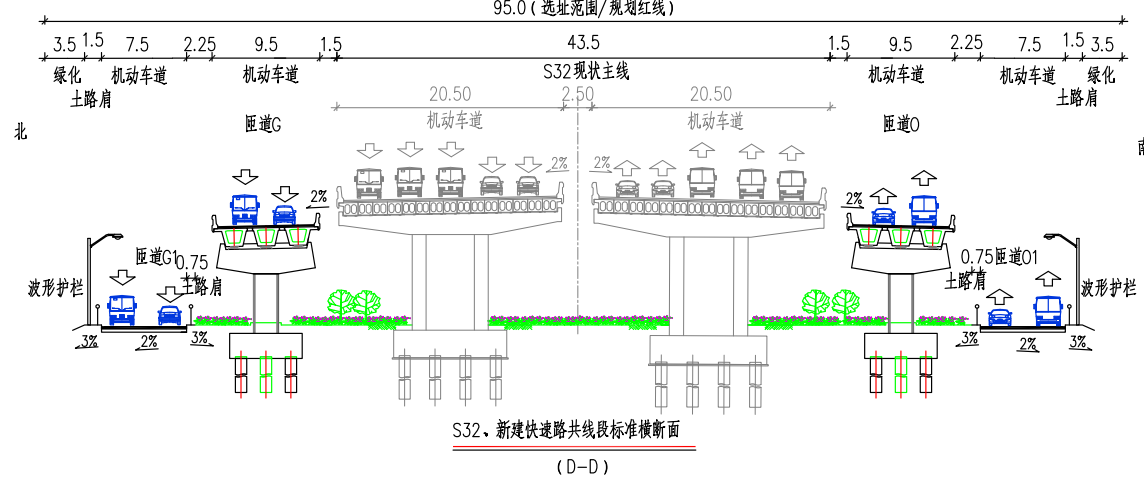 95.0(选址范围/规划红线)
3.5 1.5 7.5 2.25 9.5 1.5 43.5 1.5 9.5 2.25 7.5 1.5 3.5
绿化 机动车道 机动车道 S32现状主线 机动车道 机动车道 绿化
土路肩 土路肩
20.50 2.50 20.50
机动车道 机动车道
北 匝道G 匝道O 南
2% 2%
2% 2%
匝道G1 0.75 0.75 匝道O1
土路肩 土路肩
波形护栏 波形护栏
3% 2% 3% 3% 2% 3%
S32、新建快速路共线段标准横断面
(D-D)